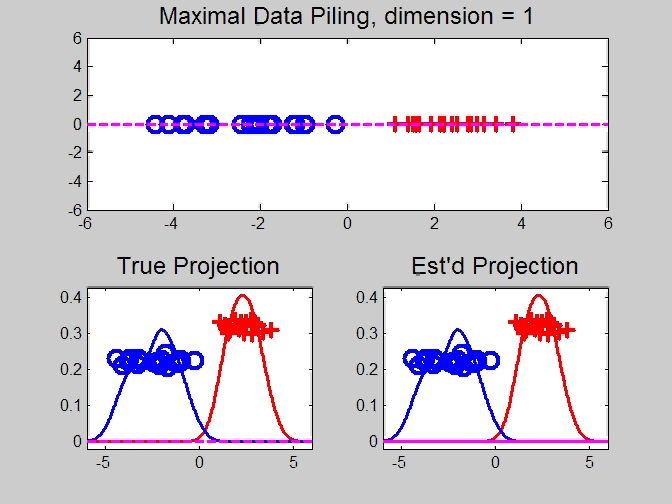 Maximal Data Piling, dimension = 1
6
4
2
0
-2
-4
-6
-6 -4 -2 0 2 4 6
True Projection
0.4
0.3
0.2
0.1
0
-5 0 5
Est'd Projection
0.4
0.3
0.2
0.1
0
-5 0 5